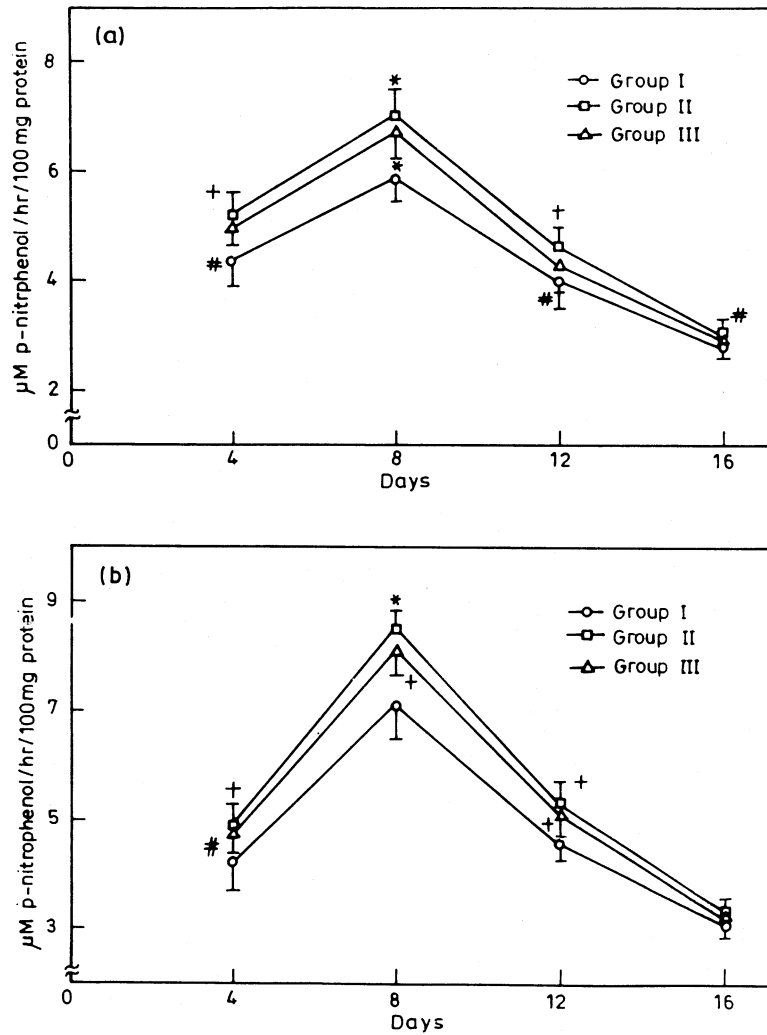 (a)
Group I
Group II
Group III
μM p-nitrphenol/hr/100mg protein
8
6
4
2
0
*
*
+
#
+
#
#
0 4 8 12 16
Days
(b)
Group I
Group II
Group III
μM p-nitrophenol/hr/100mg protein
9
7
5
3
*
+
+
#
+
+
0 4 8 12 16
Days